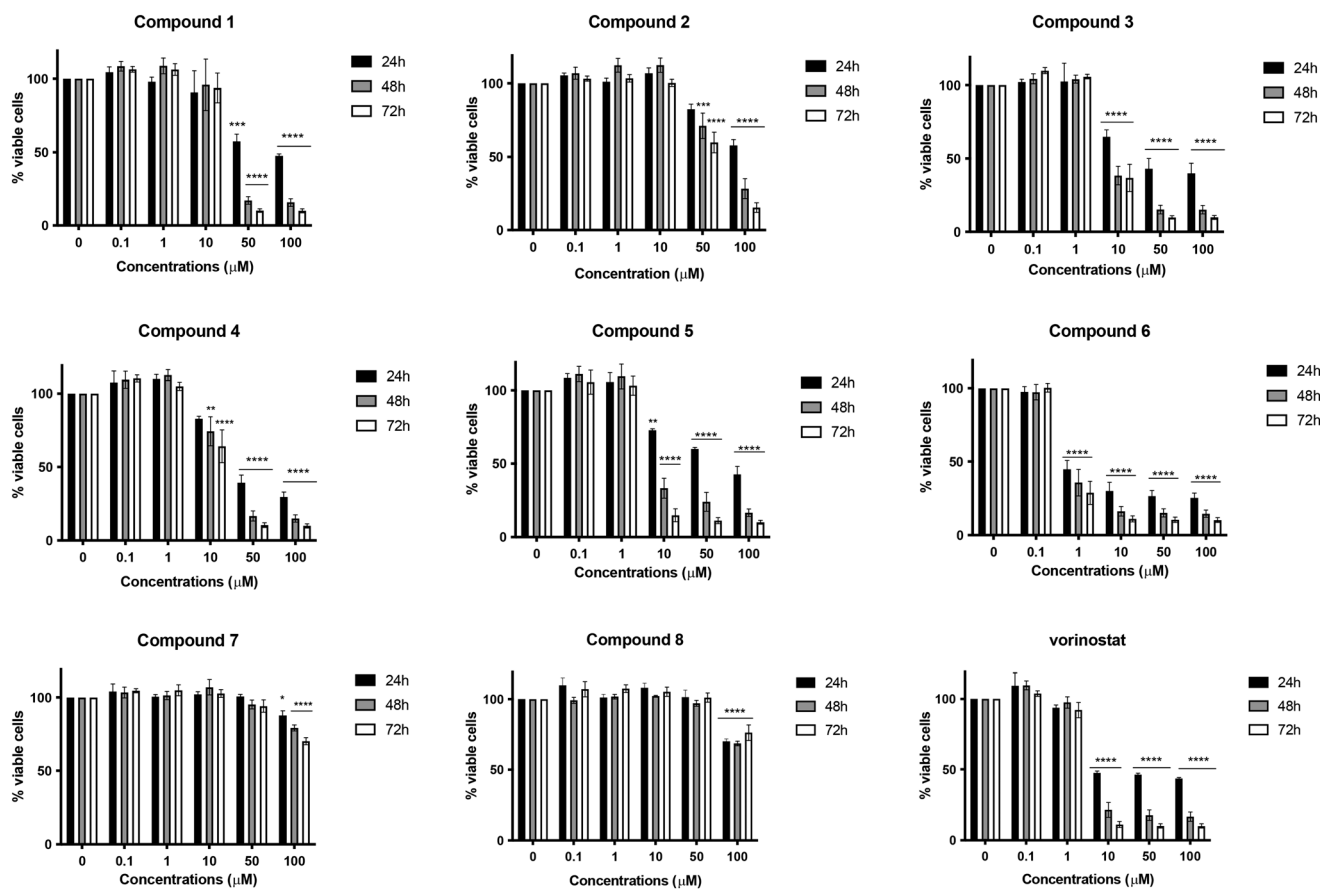 Compound 1
% viable cells
100
50
0
***
****
****
0 0.1 1 10 50 100
Concentrations (µM)
24h
48h
72h
Compound 2
% viable cells
100
50
0
***
****
****
0 0.1 1 10 50 100
Concentration (µM)
24h
48h
72h
Compound 3
% viable cells
100
50
0
****
****
****
0 0.1 1 10 50 100
Concentrations (µM)
24h
48h
72h
Compound 4
% viable cells
100
50
0
**
****
****
****
0 0.1 1 10 50 100
Concentrations (µM)
24h
48h
72h
Compound 5
% viable cells
100
50
0
**
****
****
****
0 0.1 1 10 50 100
Concentrations (µM)
24h
48h
72h
Compound 6
% viable cells
100
50
0
****
****
****
****
0 0.1 1 10 50 100
Concentrations (µM)
24h
48h
72h
Compound 7
% viable cells
100
50
0
*
****
0 0.1 1 10 50 100
Concentrations (µM)
24h
48h
72h
Compound 8
% viable cells
100
50
0
****
0 0.1 1 10 50 100
Concentrations (µM)
24h
48h
72h
vorinostat
% viable cells
100
50
0
****
****
****
0 0.1 1 10 50 100
Concentrations (µM)
24h
48h
72h